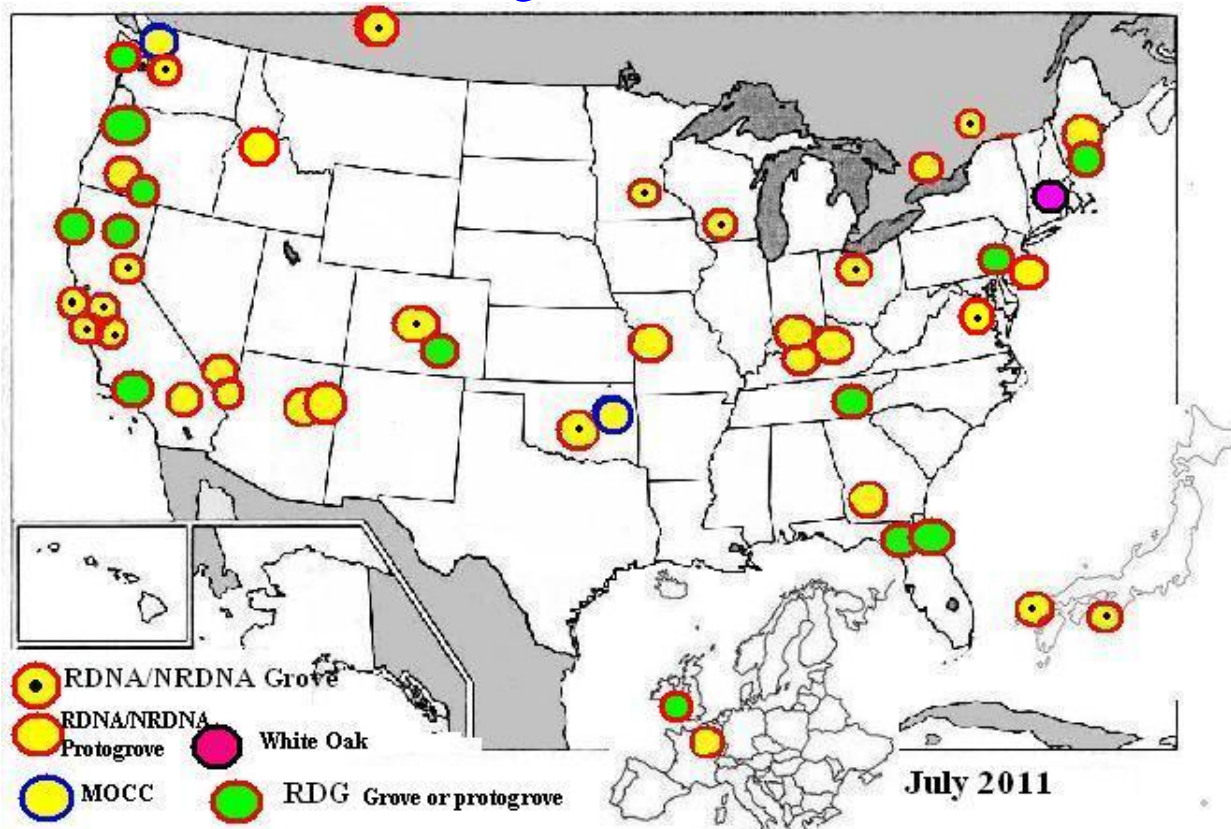 RDNA/NRDNA Grove
RDNA/NRDNA
Protogrove
White Oak
MOCC
RDG Grove or protogrove
July 2011